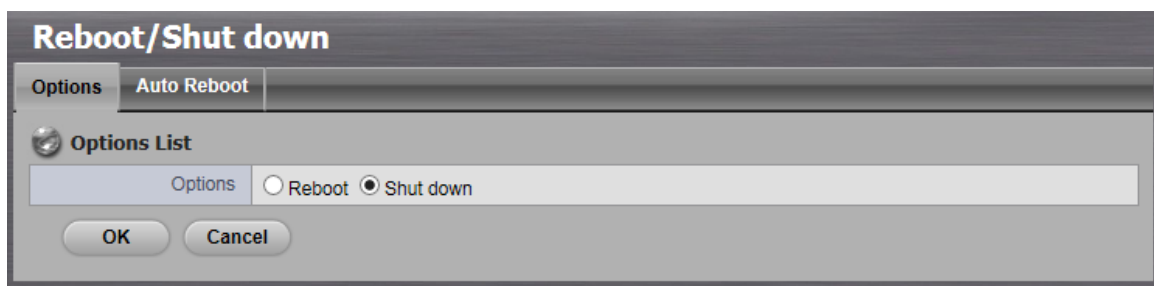 Reboot/Shut down
Options Auto Reboot
Options List
Options Reboot Shut down
OK Cancel